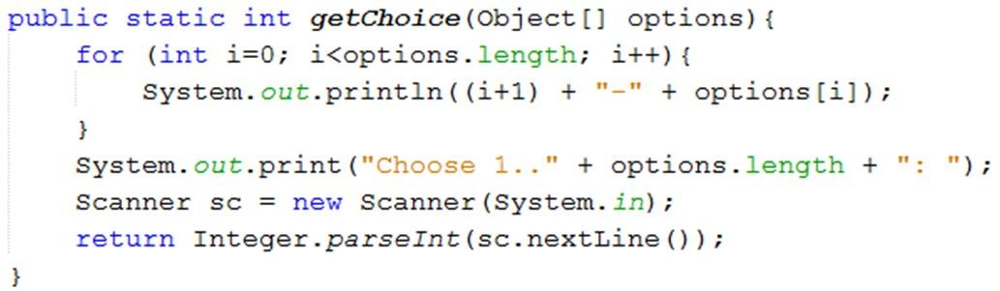 public static int getChoice(Object[] options){
    for (int i=0; i<options.length; i++){
        System.out.println((i+1) + "-" + options[i]);
    }
    System.out.print("Choose 1.." + options.length + ": ");
    Scanner sc = new Scanner(System.in);
    return Integer.parseInt(sc.nextLine());
}